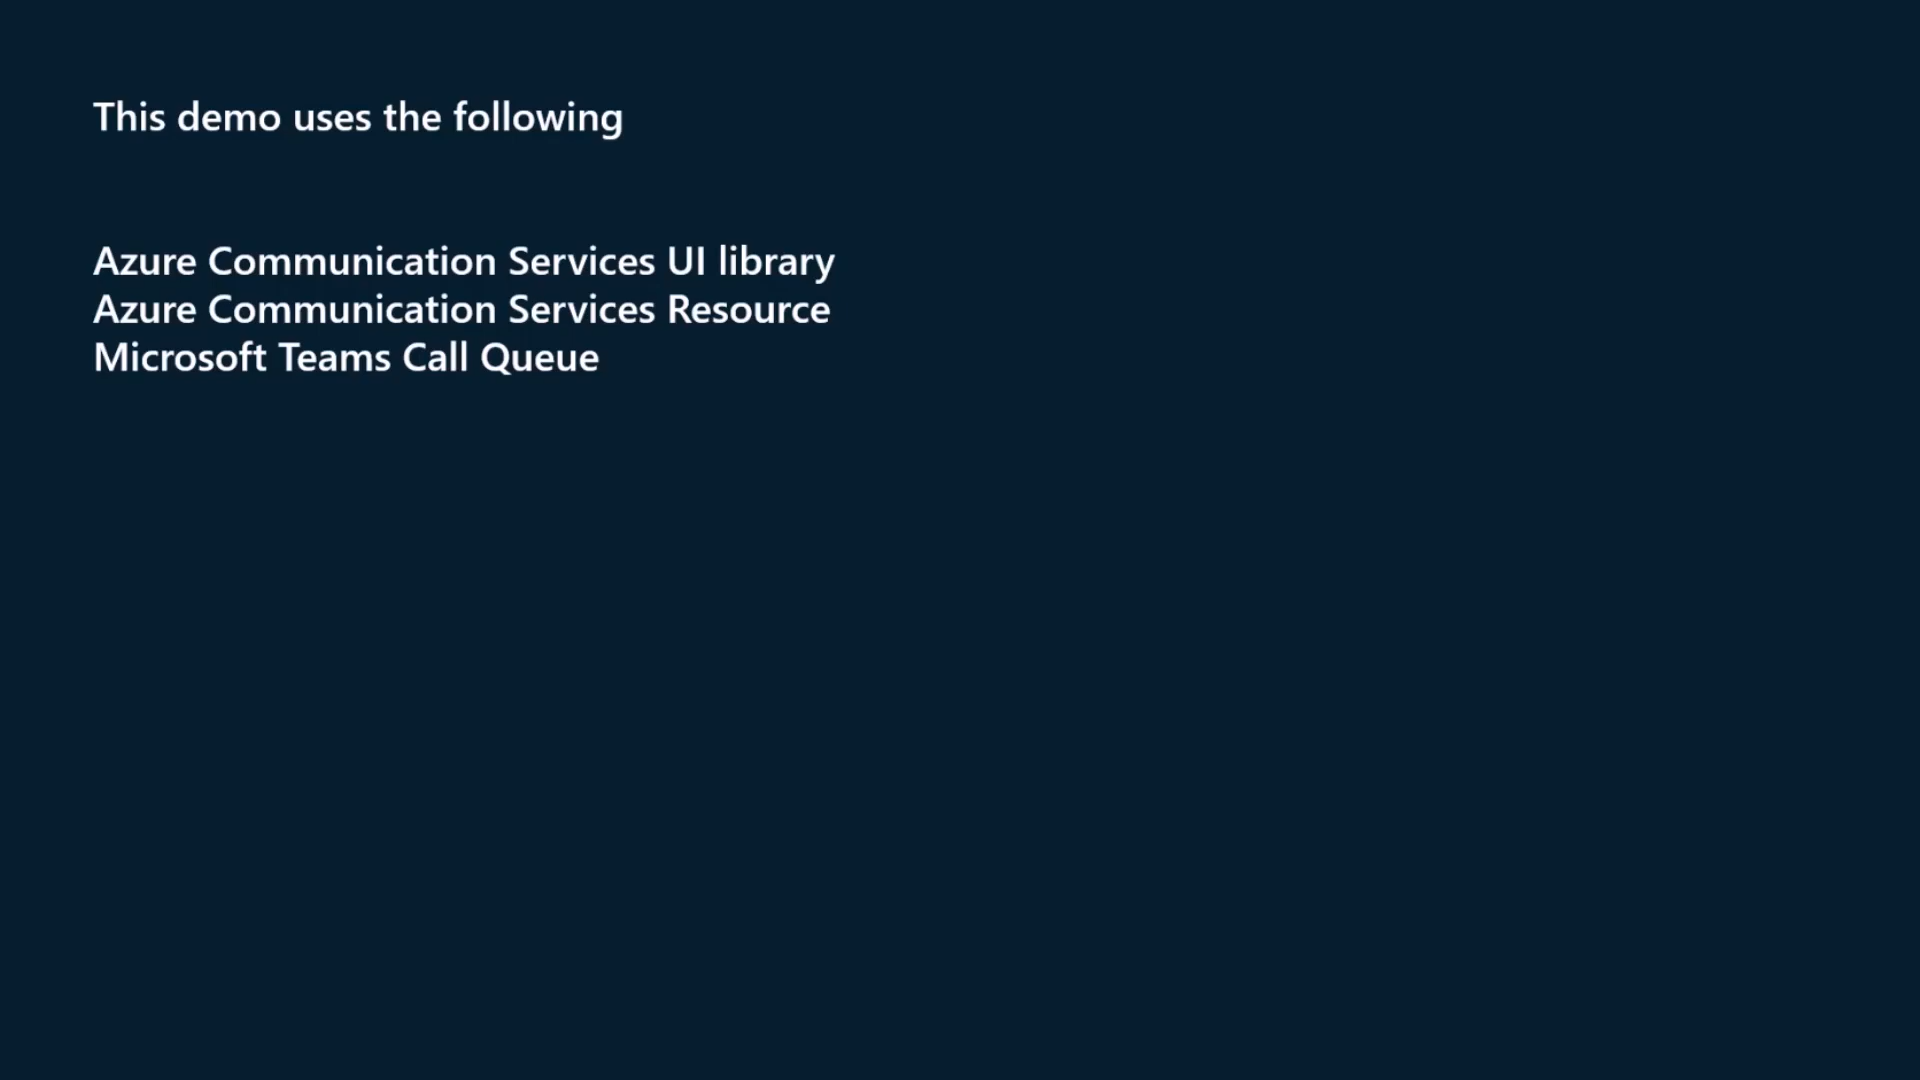 This demo uses the following
Azure Communication Services UI library
Azure Communication Services Resource
Microsoft Teams Call Queue